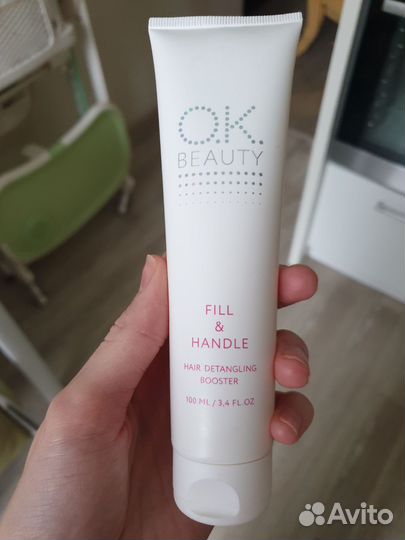 O.K.
BEAUTY
FILL
&
HANDLE
HAIR DETANGLING
BOOSTER
100 ML / 3,4 FL.OZ
Avito